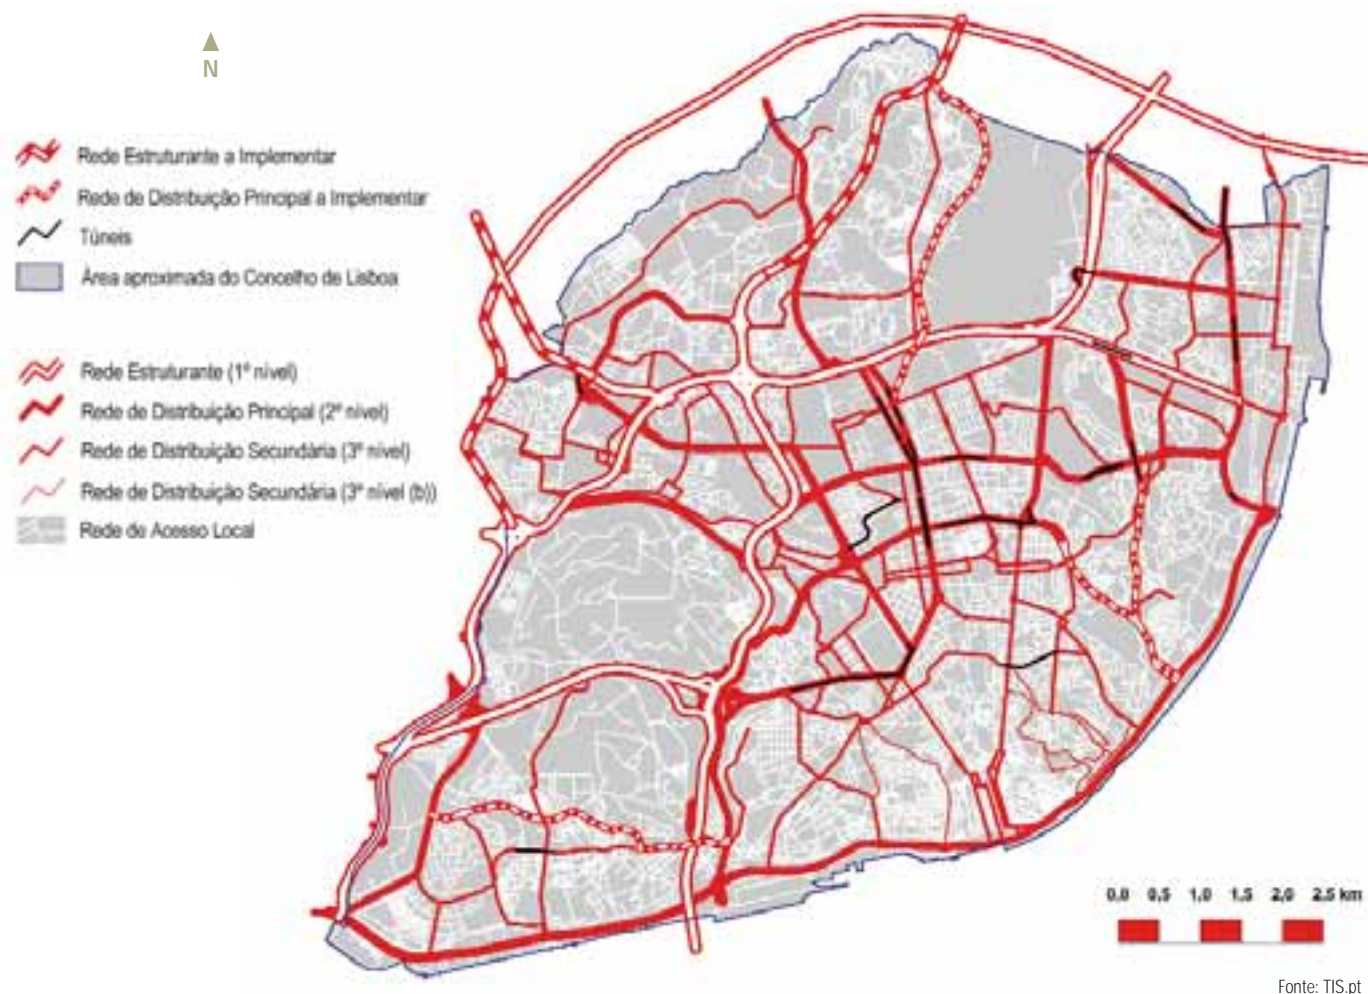 N
Rede Estruturante a Implementar
Rede de Distribuição Principal a Implementar
Túneis
Área aproximada do Concelho de Lisboa
Rede Estruturante (1º nível)
Rede de Distribuição Principal (2º nível)
Rede de Distribuição Secundária (3º nível)
Rede de Distribuição Secundária (3º nível (b))
Rede de Acesso Local
0,0 0,5 1,0 1,5 2,0 2,5 km
Fonte: TIS.pt